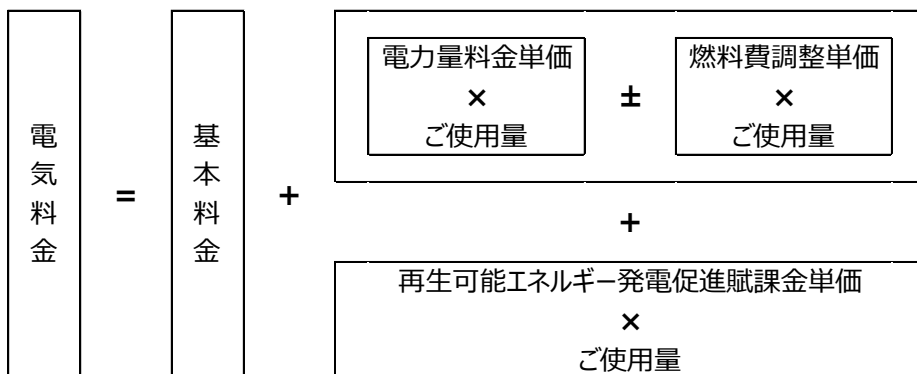 電気料金
=
基本料金
+
電力量料金単価
×
ご使用量
±
燃料費調整単価
×
ご使用量
+
再生可能エネルギー発電促進賦課金単価
×
ご使用量